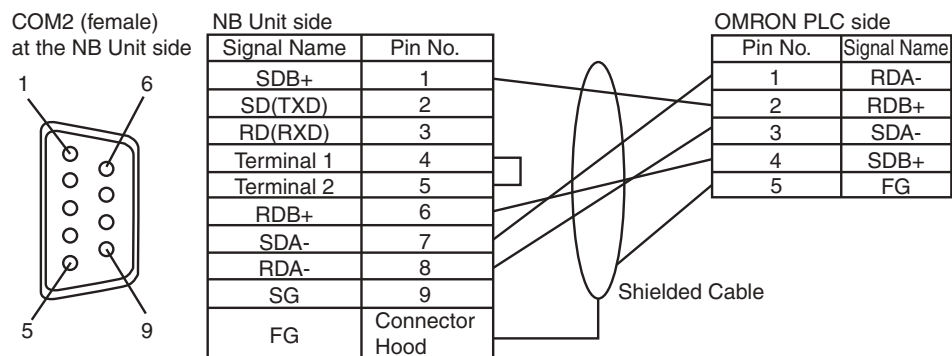 COM2 (female)
at the NB Unit side
1
6
5
9
NB Unit side
Signal Name Pin No.
SDB+ 1
SD(TXD) 2
RD(RXD) 3
Terminal 1 4
Terminal 2 5
RDB+ 6
SDA- 7
RDA- 8
SG 9
FG Connector
Hood
Shielded Cable
OMRON PLC side
Pin No. Signal Name
1 RDA-
2 RDB+
3 SDA-
4 SDB+
5 FG